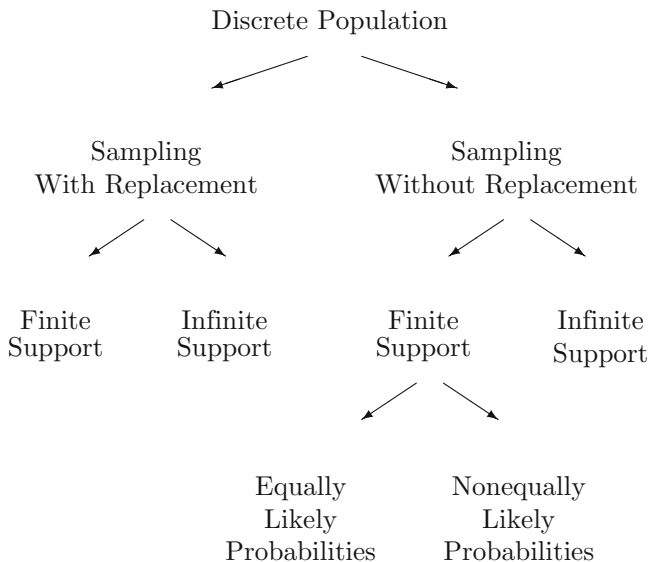 Discrete Population
Sampling
With Replacement
Sampling
Without Replacement
Finite
Support
Infinite
Support
Finite
Support
Infinite
Support
Equally
Likely
Probabilities
Nonequally
Likely
Probabilities